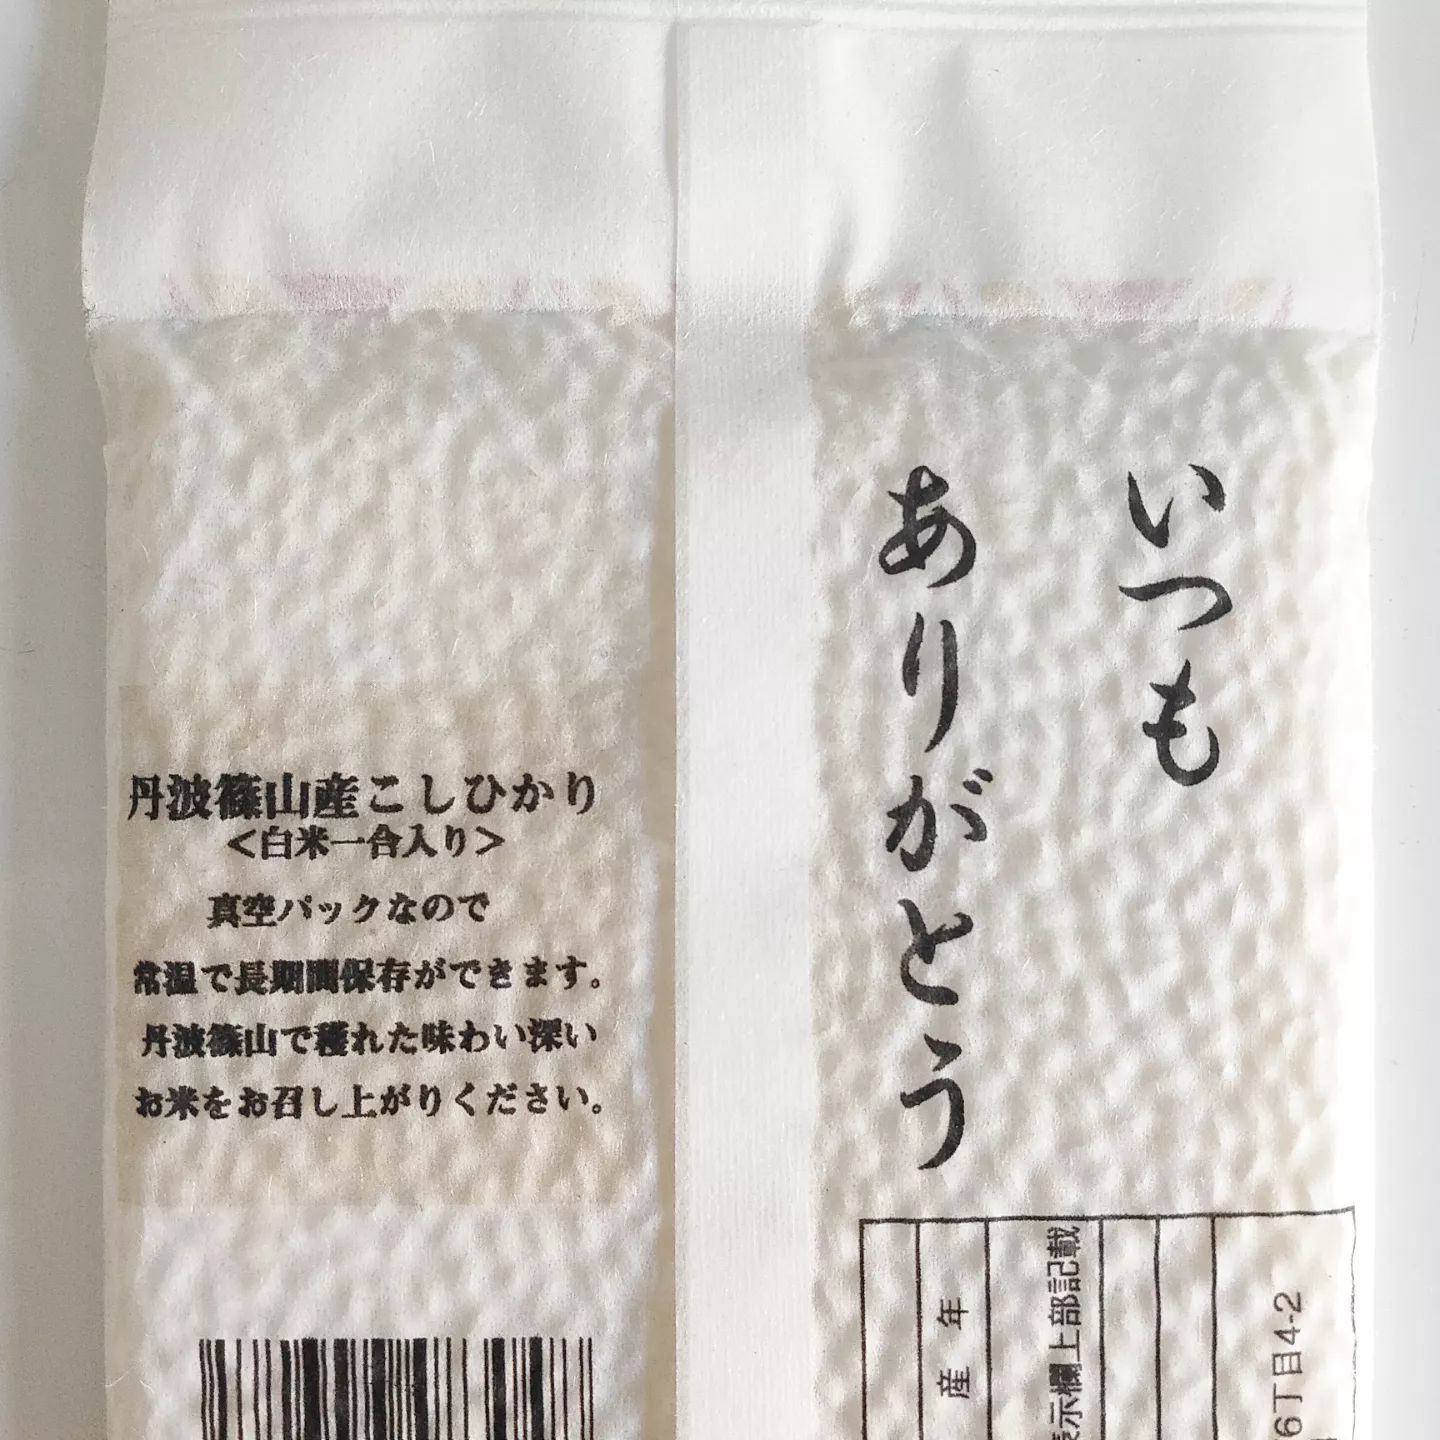 いつも
ありがとう
丹波篠山産こしひかり
＜白米一合入り＞
真空パックなので
常温で長期間保存ができます。
丹波篠山で穫れた味わい深い
お米をお召し上がりください。
産 年
表示欄上部記載
6丁目4-2